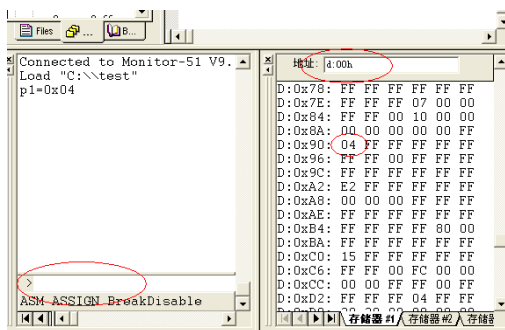 Files
B...
Connected to Monitor-51 V9.
Load "C:\\test"
p1=0x04
>
ASM ASSIGN BreakDisable
地址: d:00h
D:0x78: FF FF FF FF FF FF
D:0x7E: FF FF FF 07 00 00
D:0x84: FF FF 00 10 00 00
D:0x8A: 00 00 00 00 00 FF
D:0x90: 04 FF FF FF FF FF
D:0x96: FF FF 00 FF FF FF
D:0x9C: FF FF FF FF FF FF
D:0xA2: E2 FF FF FF FF FF
D:0xA8: 00 00 00 FF FF FF
D:0xAE: FF FF FF FF FF FF
D:0xB4: FF FF FF FF 80 00
D:0xBA: FF FF FF FF FF FF
D:0xC0: 15 FF FF FF FF FF
D:0xC6: FF FF 00 FC 00 00
D:0xCC: 00 00 FF FF 00 FF
D:0xD2: FF FF FF 04 FF FF
存储器 #1 存储器 #2 存储器